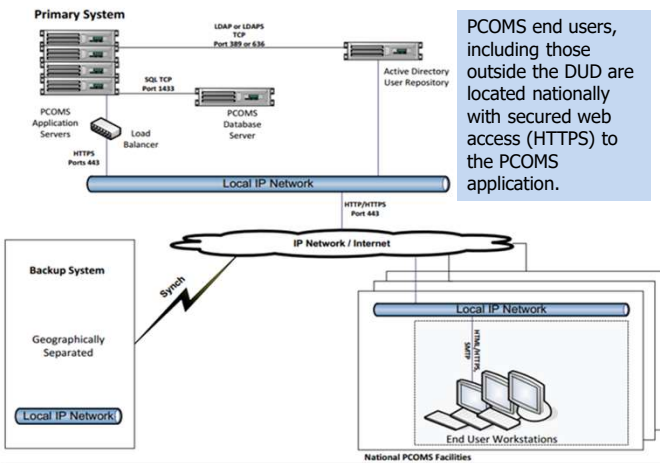 Primary System
LDAP or LDAPS
TCP
Port 389 or 636
PCOMS end users,
including those
outside the DUD are
located nationally
with secured web
access (HTTPS) to
the PCOMS
application.
Active Directory
User Repository
SQL TCP
Port 1433
PCOMS
Application
Servers
PCOMS
Database
Server
Load
Balancer
HTTPS
Ports 443
Local IP Network
HTTP/HTTPS
Port 443
IP Network / Internet
Backup System
Synch
Geographically
Separated
Local IP Network
Local IP Network
HTML/HTTPS,
SMTP
End User Workstations
National PCOMS Facilities